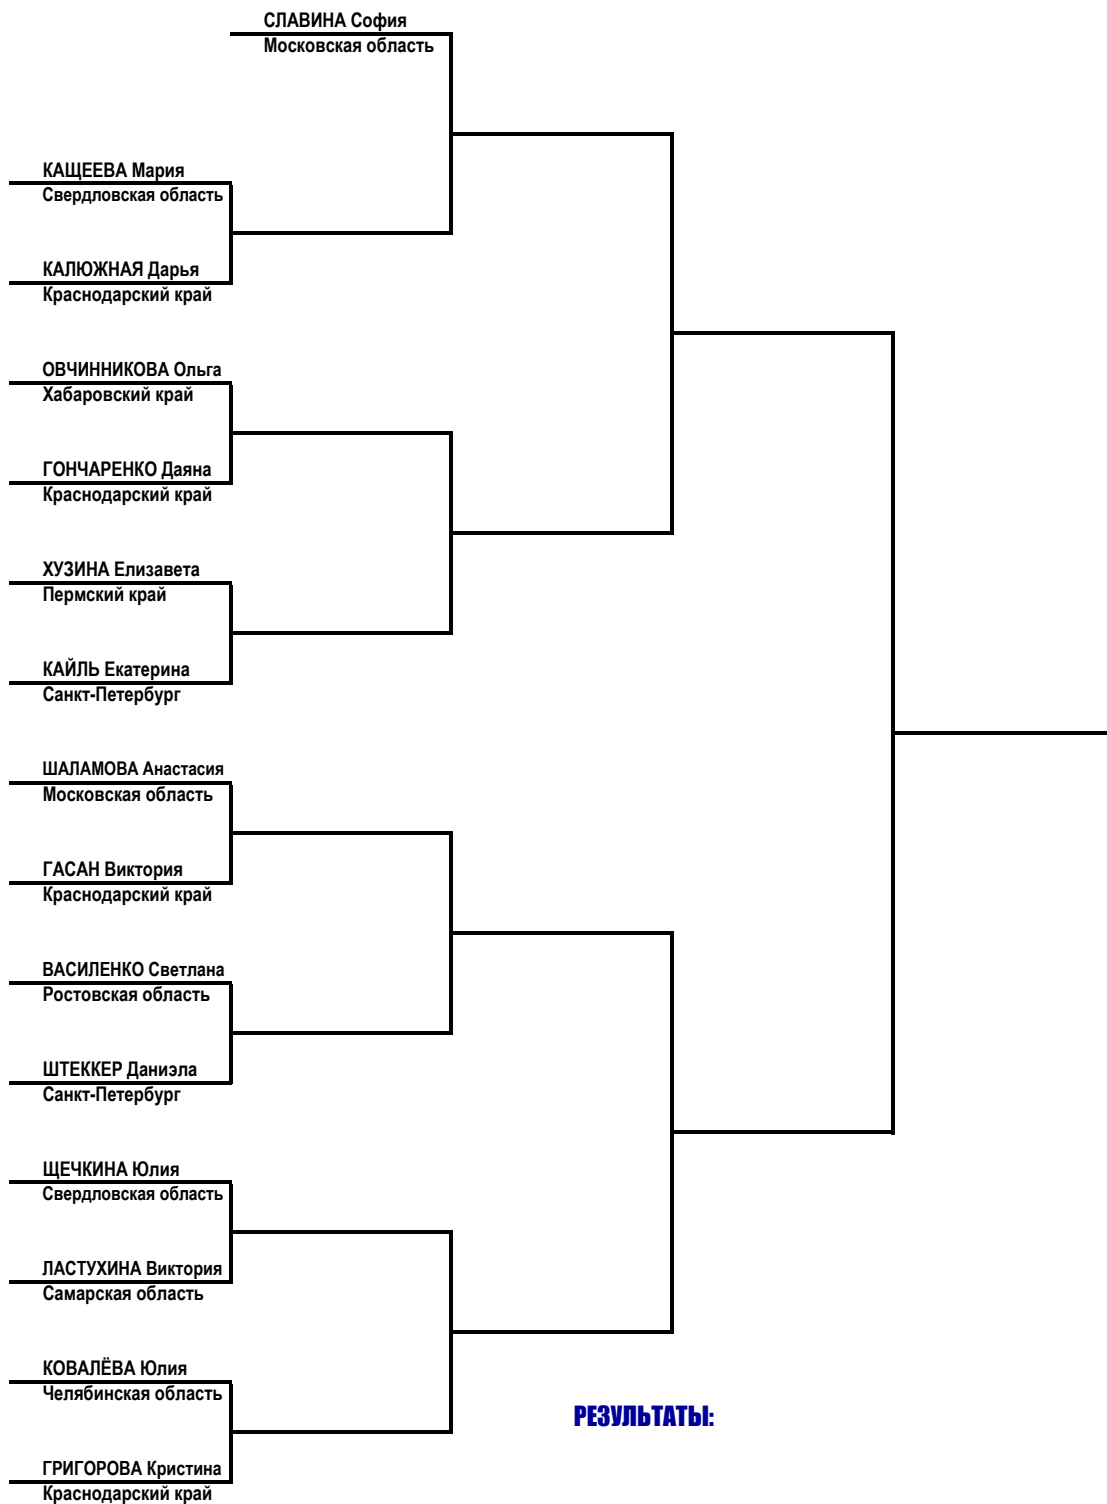 СЛАВИНА София
Московская область
КАЩЕЕВА Мария
Свердловская область
КАЛЮЖНАЯ Дарья
Краснодарский край
ОВЧИННИКОВА Ольга
Хабаровский край
ГОНЧАРЕНКО Даяна
Краснодарский край
ХУЗИНА Елизавета
Пермский край
КАЙЛЬ Екатерина
Санкт-Петербург
ШАЛАМОВА Анастасия
Московская область
ГАСАН Виктория
Краснодарский край
ВАСИЛЕНКО Светлана
Ростовская область
ШТЕККЕР Даниэла
Санкт-Петербург
ЩЕЧКИНА Юлия
Свердловская область
ЛАСТУХИНА Виктория
Самарская область
КОВАЛЁВА Юлия
Челябинская область
РЕЗУЛЬТАТЫ:
ГРИГОРОВА Кристина
Краснодарский край